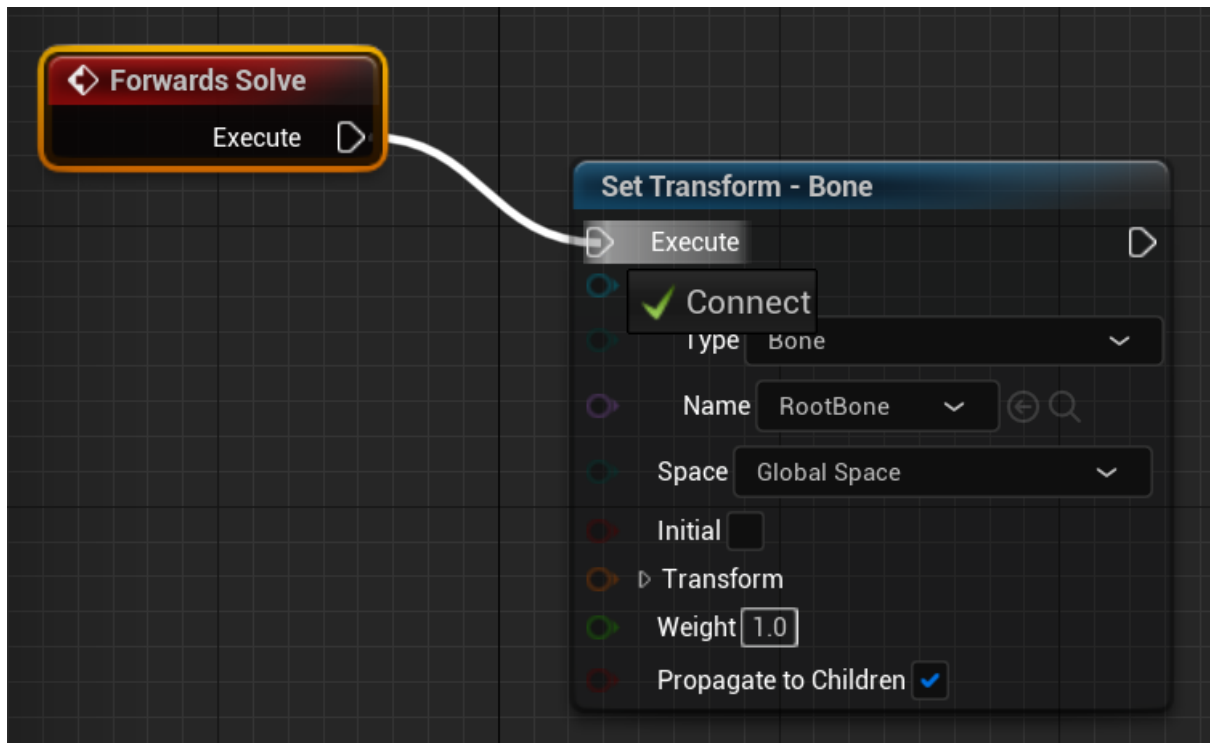 Forwards Solve
Execute
Set Transform - Bone
Execute
Connect
Type Bone
Name RootBone
Space Global Space
Initial
Transform
Weight 1.0
Propagate to Children